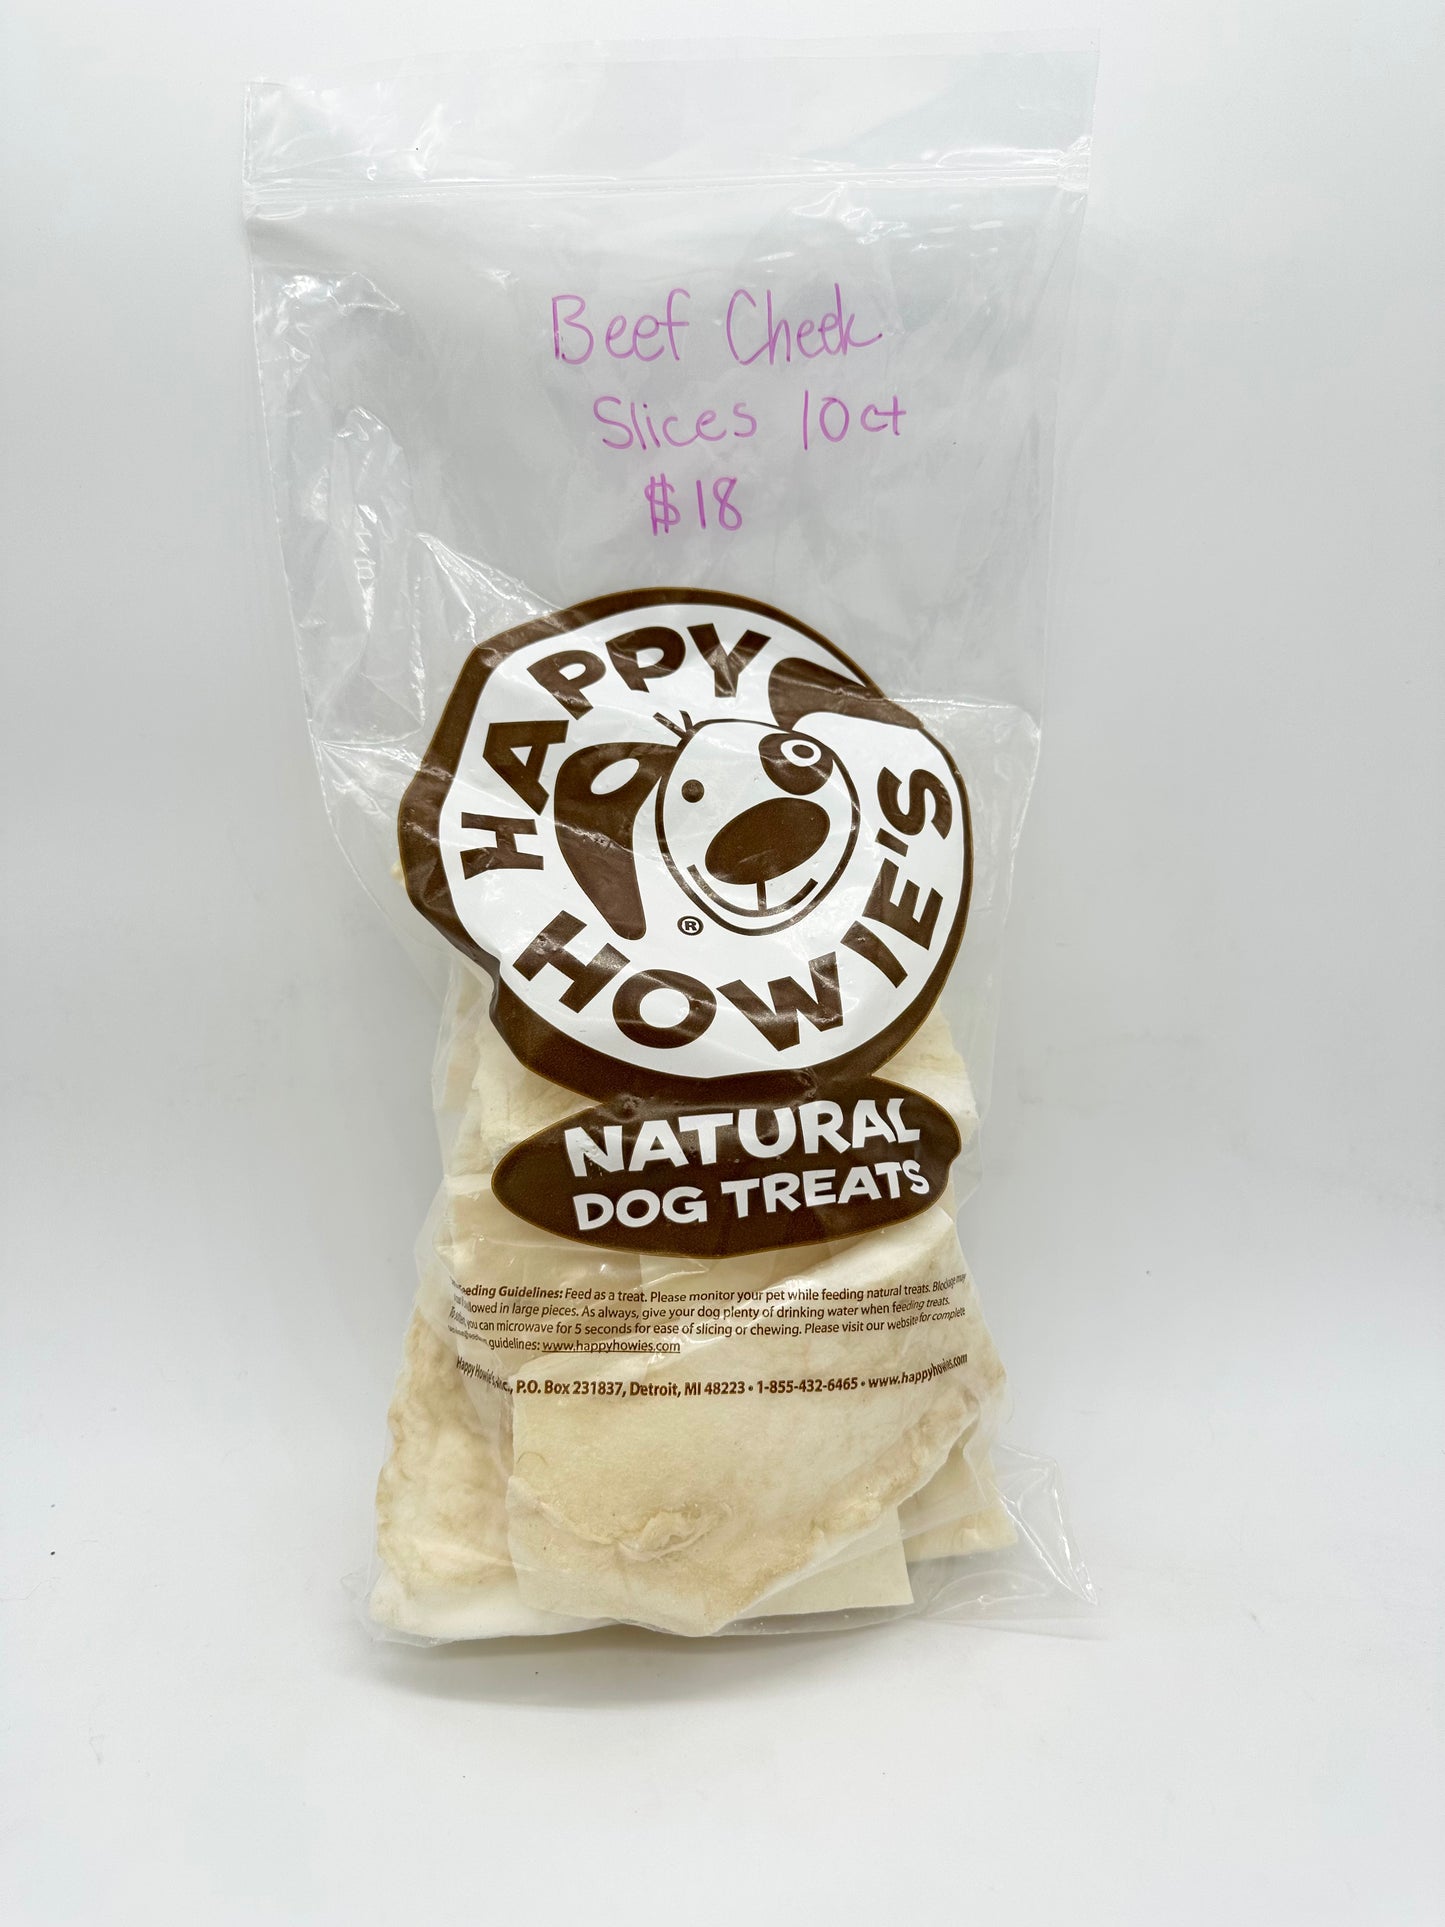 Beef Cheek
Slices 10ct
$18
HAPPY
HOWIE'S
®
NATURAL
DOG TREATS
Guidelines: Feed as a treat. Please monitor your pet while feeding natural treats. Blockage may
in large pieces. As always, give your dog plenty of drinking water when feeding treats.
you can microwave for 5 seconds for ease of slicing or chewing. Please visit our website for complete
guidelines: www.happyhowies.com
Happy Howie's, Inc., P.O. Box 231837, Detroit, MI 48223 • 1-855-432-6465 • www.happyhowies.com